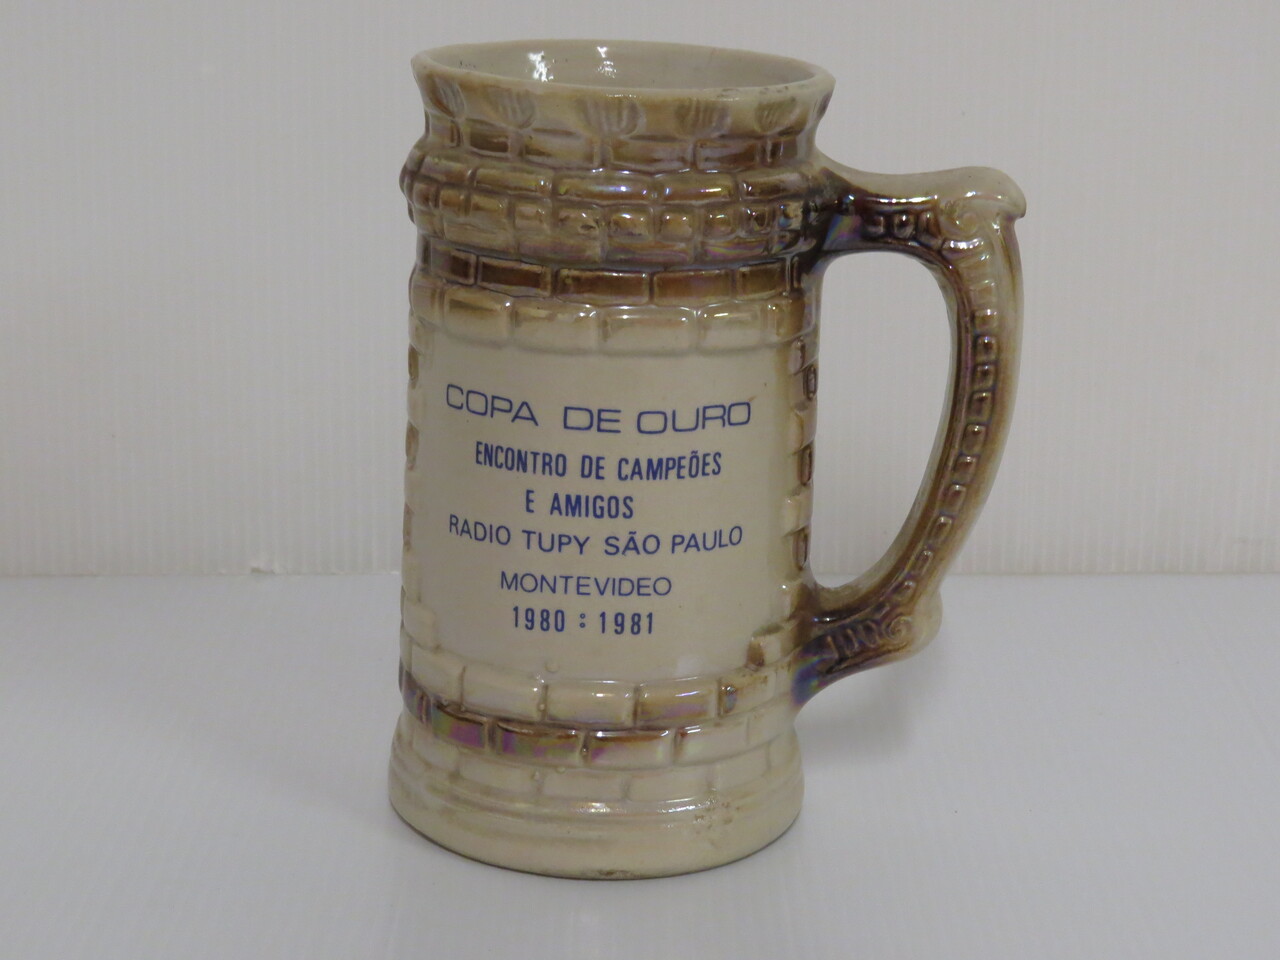 COPA DE OURO
ENCONTRO DE CAMPEÕES
E AMIGOS
RADIO TUPY SÃO PAULO
MONTEVIDEO
1980 : 1981